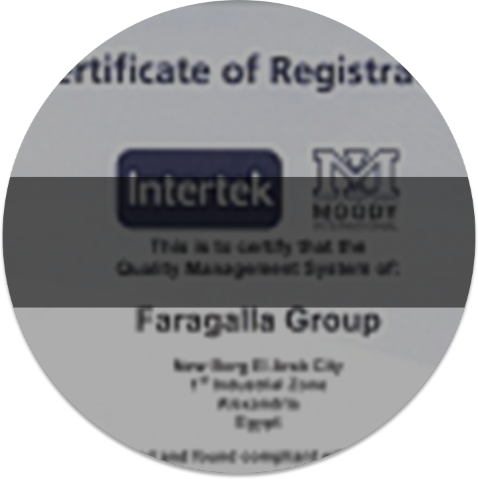 ertificate of Registra
Intertek
MOODY
INTERNATIONAL
This is to certify that the
Quality Management System of:
Faragalla Group
New Borg El Arab City
1st Industrial Zone
Alexandria
Egypt
and found compliant